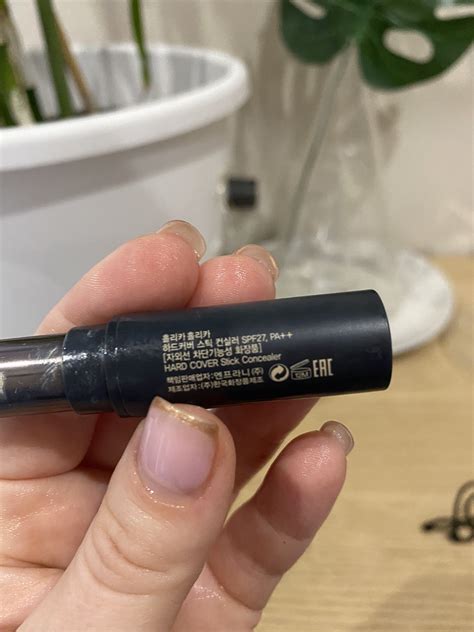 홀리카 홀리카
하드커버 스틱 컨실러 SPF27, PA++
[자외선 차단기능성 화장품]
HARD COVER Stick Concealer
책임판매업자: 엔프라니 (주)
제조업자: (주)한국화장품제조
EAC